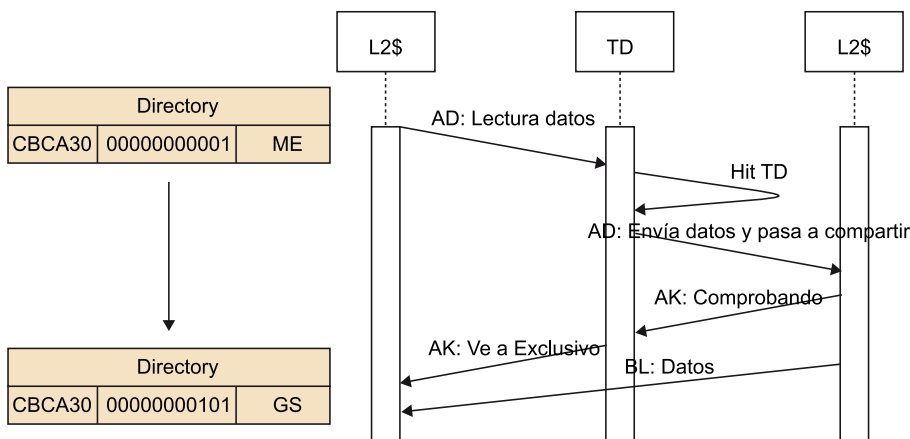 L2$
TD
L2$
Directory
CBCA30 00000000001 ME
AD: Lectura datos
Hit TD
AD: Envía datos y pasa a compartir
AK: Comprobando
AK: Ve a Exclusivo
BL: Datos
Directory
CBCA30 00000000101 GS